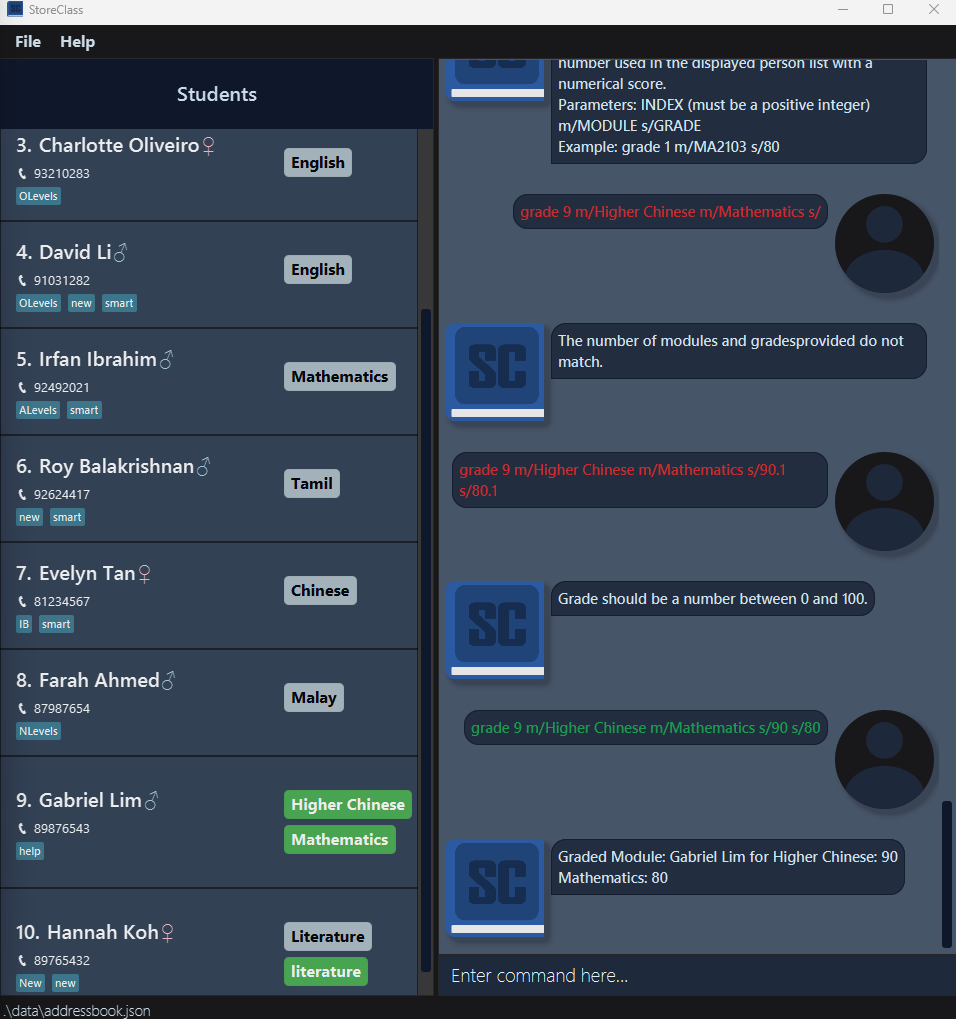 StoreClass
File Help
Students
3. Charlotte Oliveiro♀
93210283
OLevels
English
4. David Li♂
91031282
OLevels new smart
English
5. Irfan Ibrahim♂
92492021
ALevels smart
Mathematics
6. Roy Balakrishnan♂
92624417
new smart
Tamil
7. Evelyn Tan♀
81234567
IB smart
Chinese
8. Farah Ahmed♂
87987654
NLevels
Malay
9. Gabriel Lim♂
89876543
help
Higher Chinese
Mathematics
10. Hannah Koh♀
89765432
New new
Literature
literature
number used in the displayed person list with a
numerical score.
Parameters: INDEX (must be a positive integer)
m/MODULE s/GRADE
Example: grade 1 m/MA2103 s/80
grade 9 m/Higher Chinese m/Mathematics s/
SC
The number of modules and gradesprovided do not
match.
grade 9 m/Higher Chinese m/Mathematics s/90.1
s/80.1
SC
Grade should be a number between 0 and 100.
grade 9 m/Higher Chinese m/Mathematics s/90 s/80
SC
Graded Module: Gabriel Lim for Higher Chinese: 90
Mathematics: 80
Enter command here...
.\data\addressbook.json